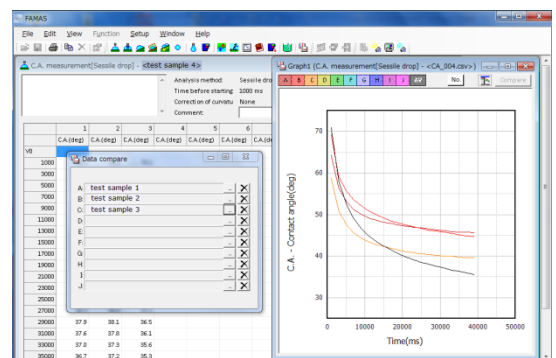 FAMAS
File Edit View Function Setup Window Help
C.A. measurement[Sessile drop] - <test sample 4>
Analysis method: Sessile dro
Time before starting 1000 ms
Correction of curvatu None
Comment:
1 2 3 4 5 6
C.A.(deg) C.A.(deg) C.A.(deg) C.A.(deg) C.A.(deg) C.A.(deg)
1000
3000
5000
7000
9000
11000
13000
15000
17000
19000
21000
23000
25000
27000
29000 37.9 38.1 36.5
31000 37.6 37.8 36.1
33000 37.0 37.3 35.6
35000 36.7 37.2 35.3
Data compare
A: test sample 1
B: test sample 2
C: test sample 3
D:
E:
F:
G:
H:
I:
J:
Graph1 (C.A. measurement[Sessile drop] - <CA_004.csv>)
A B C D E F G H I J AV No. Compare
C.A. - Contact angle(deg)
70
60
50
40
30
0 10000 20000 30000 40000 50000
Time(ms)